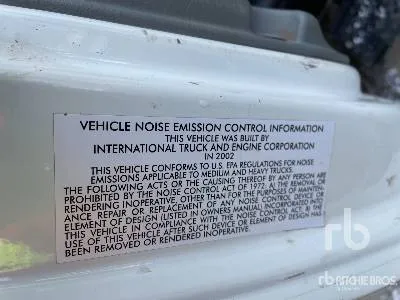 VEHICLE NOISE EMISSION CONTROL INFORMATION
THIS VEHICLE WAS BUILT BY
INTERNATIONAL TRUCK AND ENGINE CORPORATION
IN 2002
THIS VEHICLE CONFORMS TO U.S. EPA REGULATIONS FOR NOISE
EMISSIONS APPLICABLE TO MEDIUM AND HEAVY TRUCKS.
THE FOLLOWING ACTS OR THE CAUSING THEREOF BY ANY PERSON ARE
PROHIBITED BY THE NOISE CONTROL ACT OF 1972: A) THE REMOVAL OR
RENDERING INOPERATIVE, OTHER THAN FOR THE PURPOSES OF MAINTEN-
ANCE REPAIR OR REPLACEMENT OF ANY NOISE CONTROL DEVICE OR
ELEMENT OF DESIGN (LISTED IN OWNERS MANUAL) INCORPORATED INTO
THIS VEHICLE IN COMPLIANCE WITH THE NOISE CONTROL ACT. B) THE
USE OF THIS VEHICLE AFTER SUCH DEVICE OR ELEMENT OF DESIGN HAS
BEEN REMOVED OR RENDERED INOPERATIVE.
rb
rb RITCHIE BROS.